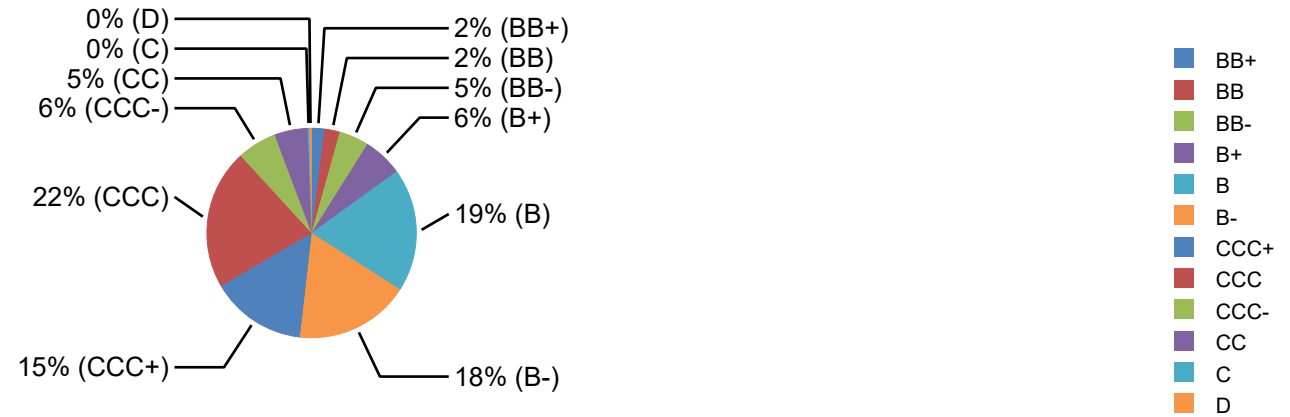 0% (D)
0% (C)
5% (CC)
6% (CCC-)
22% (CCC)
15% (CCC+)
2% (BB+)
2% (BB)
5% (BB-)
6% (B+)
19% (B)
18% (B-)
BB+
BB
BB-
B+
B
B-
CCC+
CCC
CCC-
CC
C
D